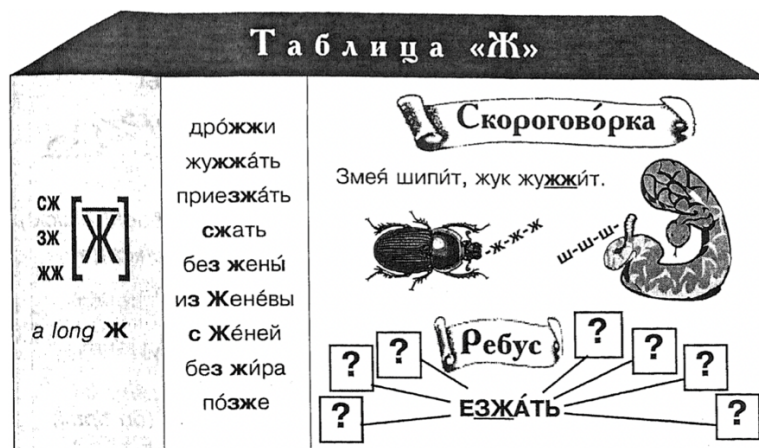 Таблица «Ж»
сж
зж
жж
[Ж̅]
a long Ж
дро́жжи
жужжа́ть
приезжа́ть
сжать
без жены́
из Жене́вы
с Же́ней
без жи́ра
по́зже
Скорогово́рка
Змея́ шипи́т, жук жужжи́т.
-ж-ж-ж
ш-ш-ш-
Ребус
? ? ? ? ? ? ?
ЕЗЖА́ТЬ